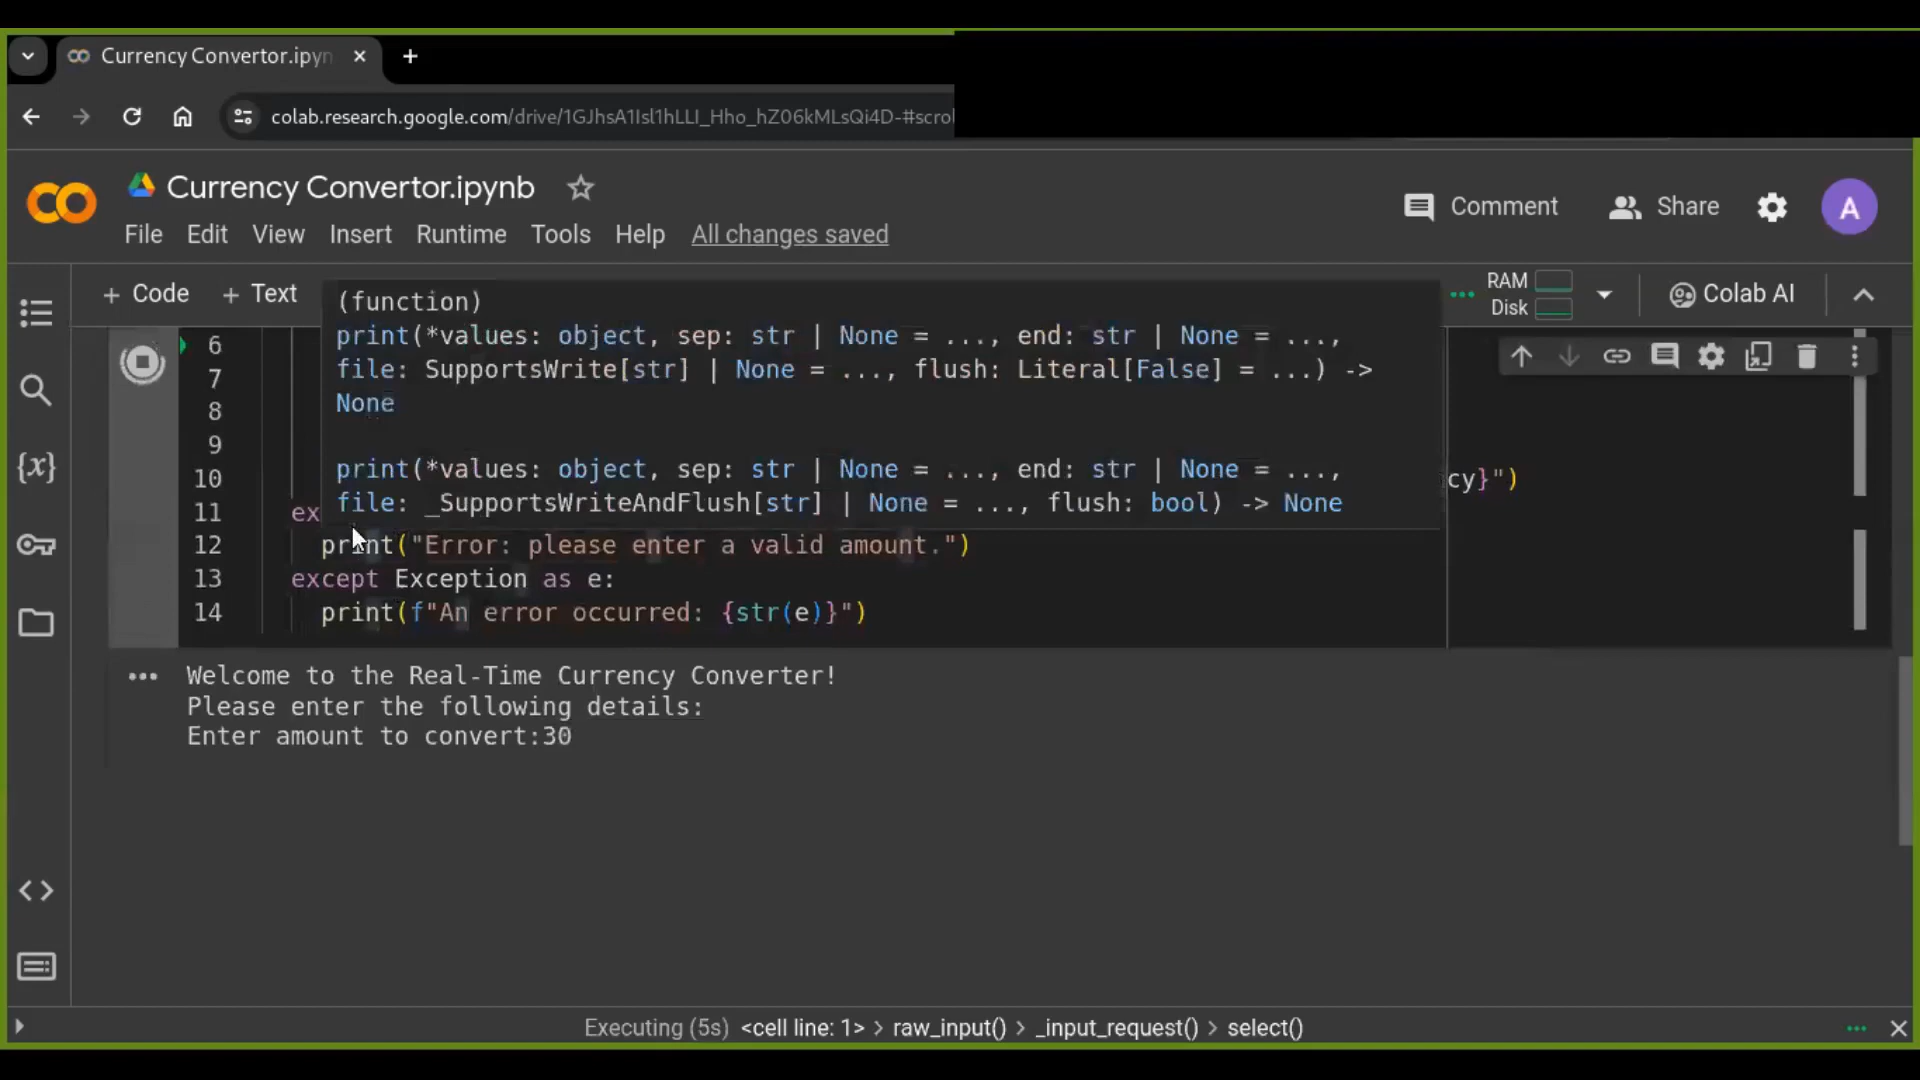 Currency Convertor.ipyn
colab.research.google.com/drive/1GJhsA1Isl1hLLI_Hho_hZ06kMLsQi4D-#scrol
Currency Convertor.ipynb
Comment
Share
A
File Edit View Insert Runtime Tools Help All changes saved
+ Code + Text
RAM
Disk
Colab AI
(function)
print(*values: object, sep: str | None = ..., end: str | None = ...,
file: SupportsWrite[str] | None = ..., flush: Literal[False] = ...) ->
None
print(*values: object, sep: str | None = ..., end: str | None = ...,
file: _SupportsWriteAndFlush[str] | None = ..., flush: bool) -> None
6
7
8
9
10 cy}")
11 ex
12 print("Error: please enter a valid amount.")
13 except Exception as e:
14 print(f"An error occurred: {str(e)}")
Welcome to the Real-Time Currency Converter!
Please enter the following details:
Enter amount to convert:30
Executing (5s) <cell line: 1> > raw_input() > _input_request() > select()